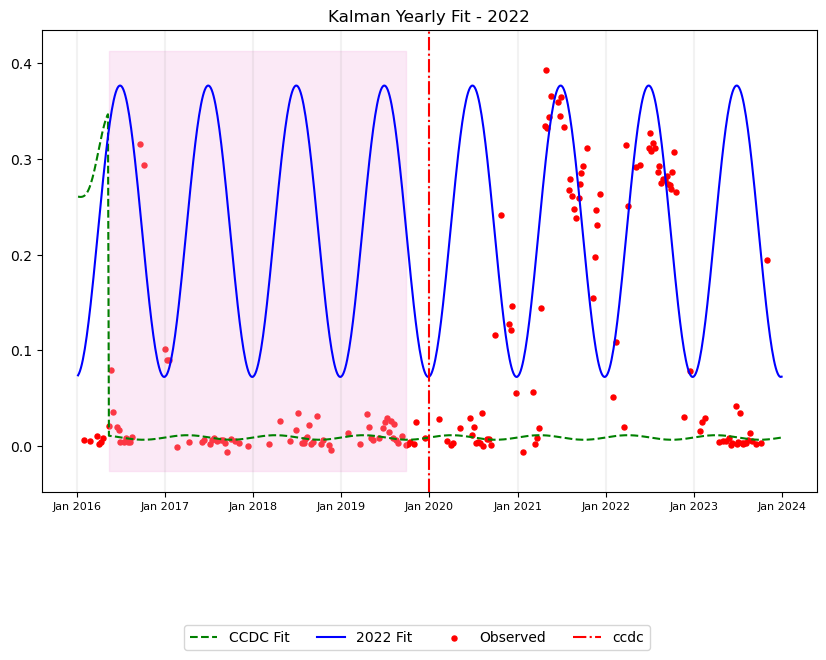 Kalman Yearly Fit - 2022
0.4
0.3
0.2
0.1
0.0
Jan 2016 Jan 2017 Jan 2018 Jan 2019 Jan 2020 Jan 2021 Jan 2022 Jan 2023 Jan 2024
CCDC Fit 2022 Fit Observed ccdc